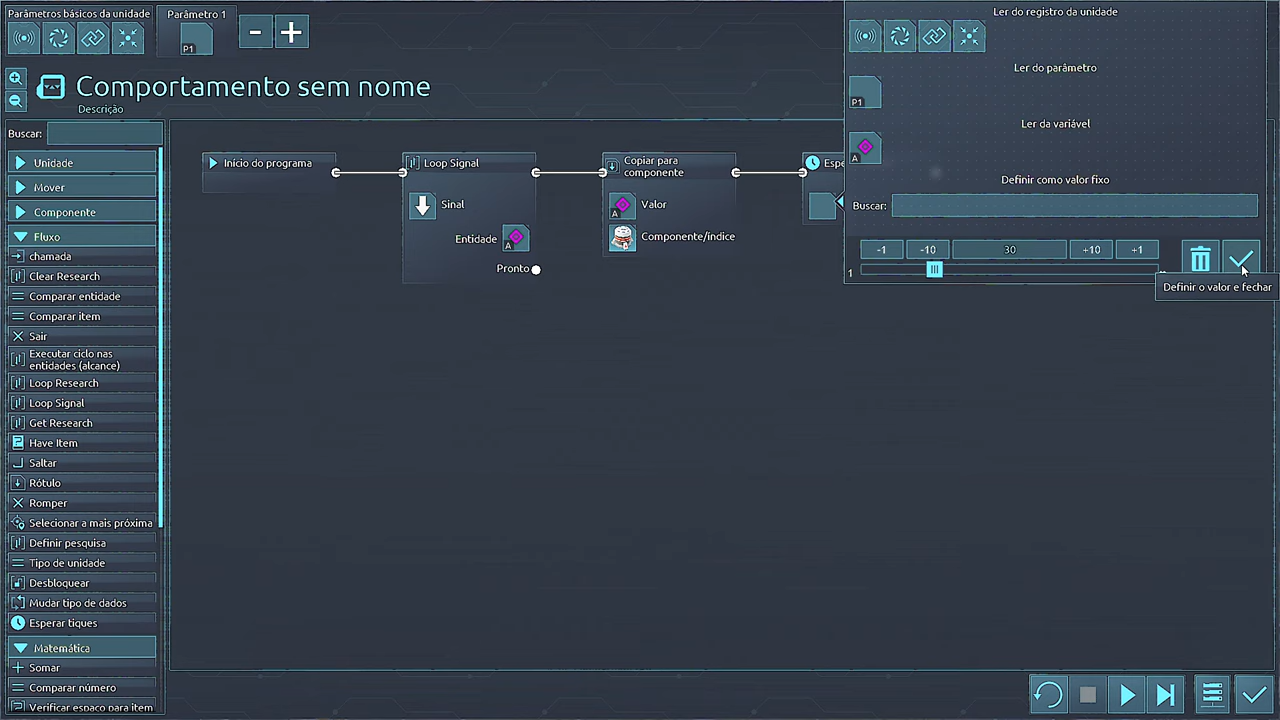 Parâmetros básicos da unidade
Parâmetro 1
P1
Comportamento sem nome
Descrição
Buscar:
Unidade
Mover
Componente
Fluxo
chamada
Clear Research
Comparar entidade
Comparar item
Sair
Executar ciclo nas
entidades (alcance)
Loop Research
Loop Signal
Get Research
Have Item
Saltar
Rótulo
Romper
Selecionar a mais próxima
Definir pesquisa
Tipo de unidade
Desbloquear
Mudar tipo de dados
Esperar tiques
Matemática
Somar
Comparar número
Verificar espaço para item
Início do programa
Loop Signal
Sinal
Entidade
A
Pronto
Copiar para
componente
A
Valor
Componente/índice
Espe
Ler do registro da unidade
Ler do parâmetro
P1
Ler da variável
A
Definir como valor fixo
Buscar:
-1
-10
30
+10
+1
1
Definir o valor e fechar